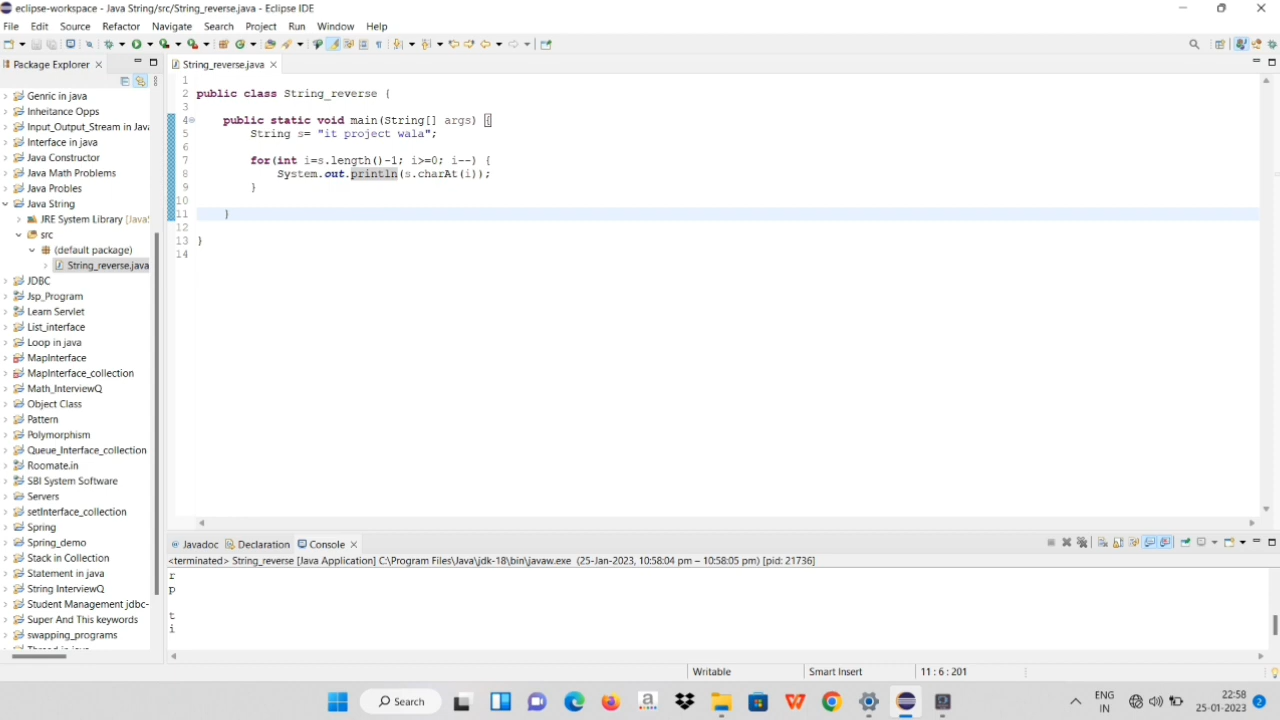 eclipse-workspace - Java String/src/String_reverse.java - Eclipse IDE
File Edit Source Refactor Navigate Search Project Run Window Help
Package Explorer
String_reverse.java
Genric in java
Inheitance Opps
Input_Output_Stream in Java
Interface in java
Java Constructor
Java Math Problems
Java Probles
Java String
JRE System Library [JavaS
src
(default package)
String_reverse.java
JDBC
Jsp_Program
Learn Servlet
List_interface
Loop in java
MapInterface
MapInterface_collection
Math_InterviewQ
Object Class
Pattern
Polymorphism
Queue_Interface_collection
Roomate.in
SBI System Software
Servers
setInterface_collection
Spring
Spring_demo
Stack in Collection
Statement in java
String InterviewQ
Student Management jdbc-
Super And This keywords
swapping_programs
1
2 public class String_reverse {
3
4 public static void main(String[] args) {
5 String s= "it project wala";
6
7 for(int i=s.length()-1; i>=0; i--) {
8 System.out.println(s.charAt(i));
9 }
10
11 }
12
13 }
14
Javadoc Declaration Console
<terminated> String_reverse [Java Application] C:\Program Files\Java\jdk-18\bin\javaw.exe (25-Jan-2023, 10:58:04 pm – 10:58:05 pm) [pid: 21736]
r
p
t
i
Writable Smart Insert 11 : 6 : 201
Search
ENG
IN
22:58
25-01-2023
2